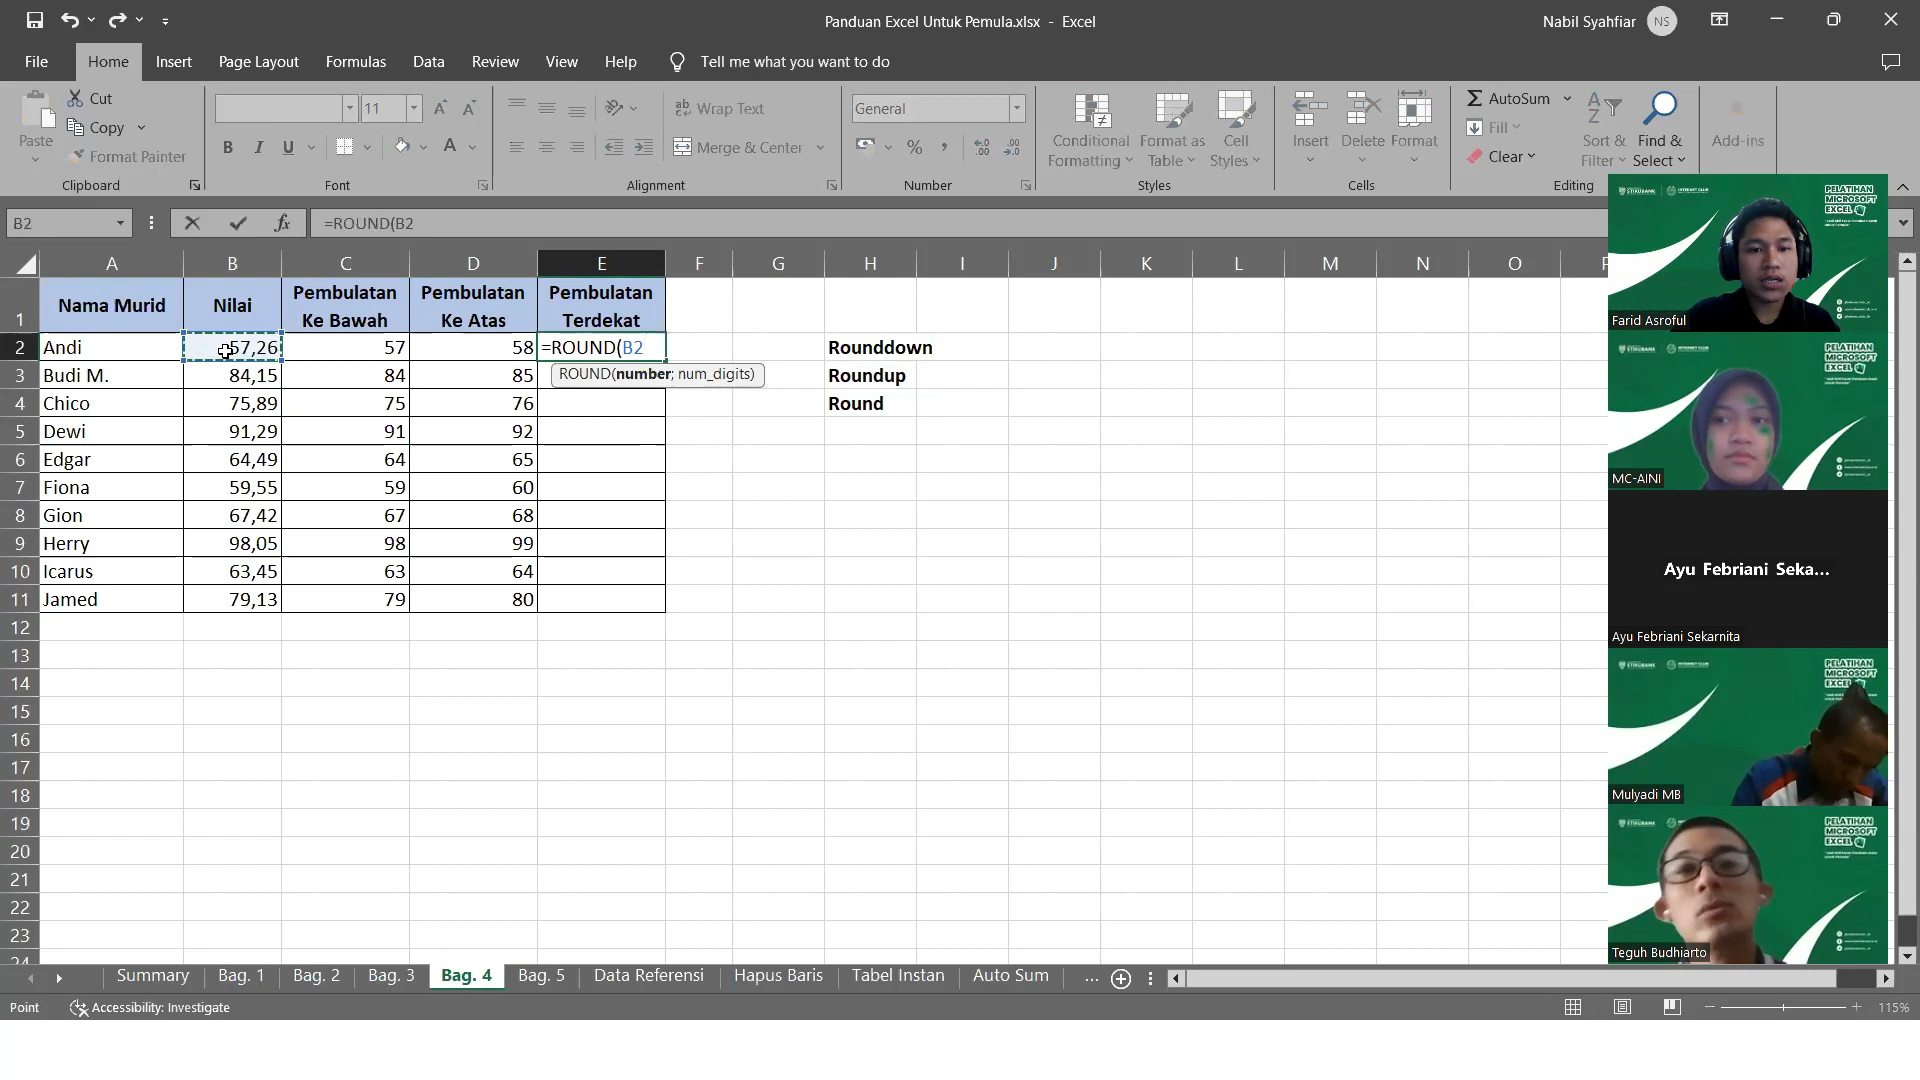 Panduan Excel Untuk Pemula.xlsx - Excel
Nabil Syahfiar NS
File Home Insert Page Layout Formulas Data Review View Help Tell me what you want to do
Cut
Copy
Format Painter
Paste
Clipboard
11
B I U
Font
Wrap Text
Merge & Center
Alignment
General
Number
Conditional Formatting
Format as Table
Cell Styles
Styles
Insert Delete Format
Cells
AutoSum
Fill
Clear
Sort & Filter
Find & Select
Editing
Add-ins
B2 fx =ROUND(B2
A B C D E F G H I J K L M N O
1 Nama Murid Nilai Pembulatan Ke Bawah Pembulatan Ke Atas Pembulatan Terdekat
2 Andi 57,26 57 58 =ROUND(B2 Rounddown
ROUND(number; num_digits)
3 Budi M. 84,15 84 85 Roundup
4 Chico 75,89 75 76 Round
5 Dewi 91,29 91 92
6 Edgar 64,49 64 65
7 Fiona 59,55 59 60
8 Gion 67,42 67 68
9 Herry 98,05 98 99
10 Icarus 63,45 63 64
11 Jamed 79,13 79 80
12
13
14
15
16
17
18
19
20
21
22
23
24
Summary Bag. 1 Bag. 2 Bag. 3 Bag. 4 Bag. 5 Data Referensi Hapus Baris Tabel Instan Auto Sum ...
Point Accessibility: Investigate 115%
PELATIHAN
MICROSOFT
EXCEL
Farid Asroful
MC-AINI
Ayu Febriani Seka...
Ayu Febriani Sekarnita
PELATIHAN
MICROSOFT
EXCEL
Mulyadi MB
PELATIHAN
MICROSOFT
EXCEL
Teguh Budhiarto